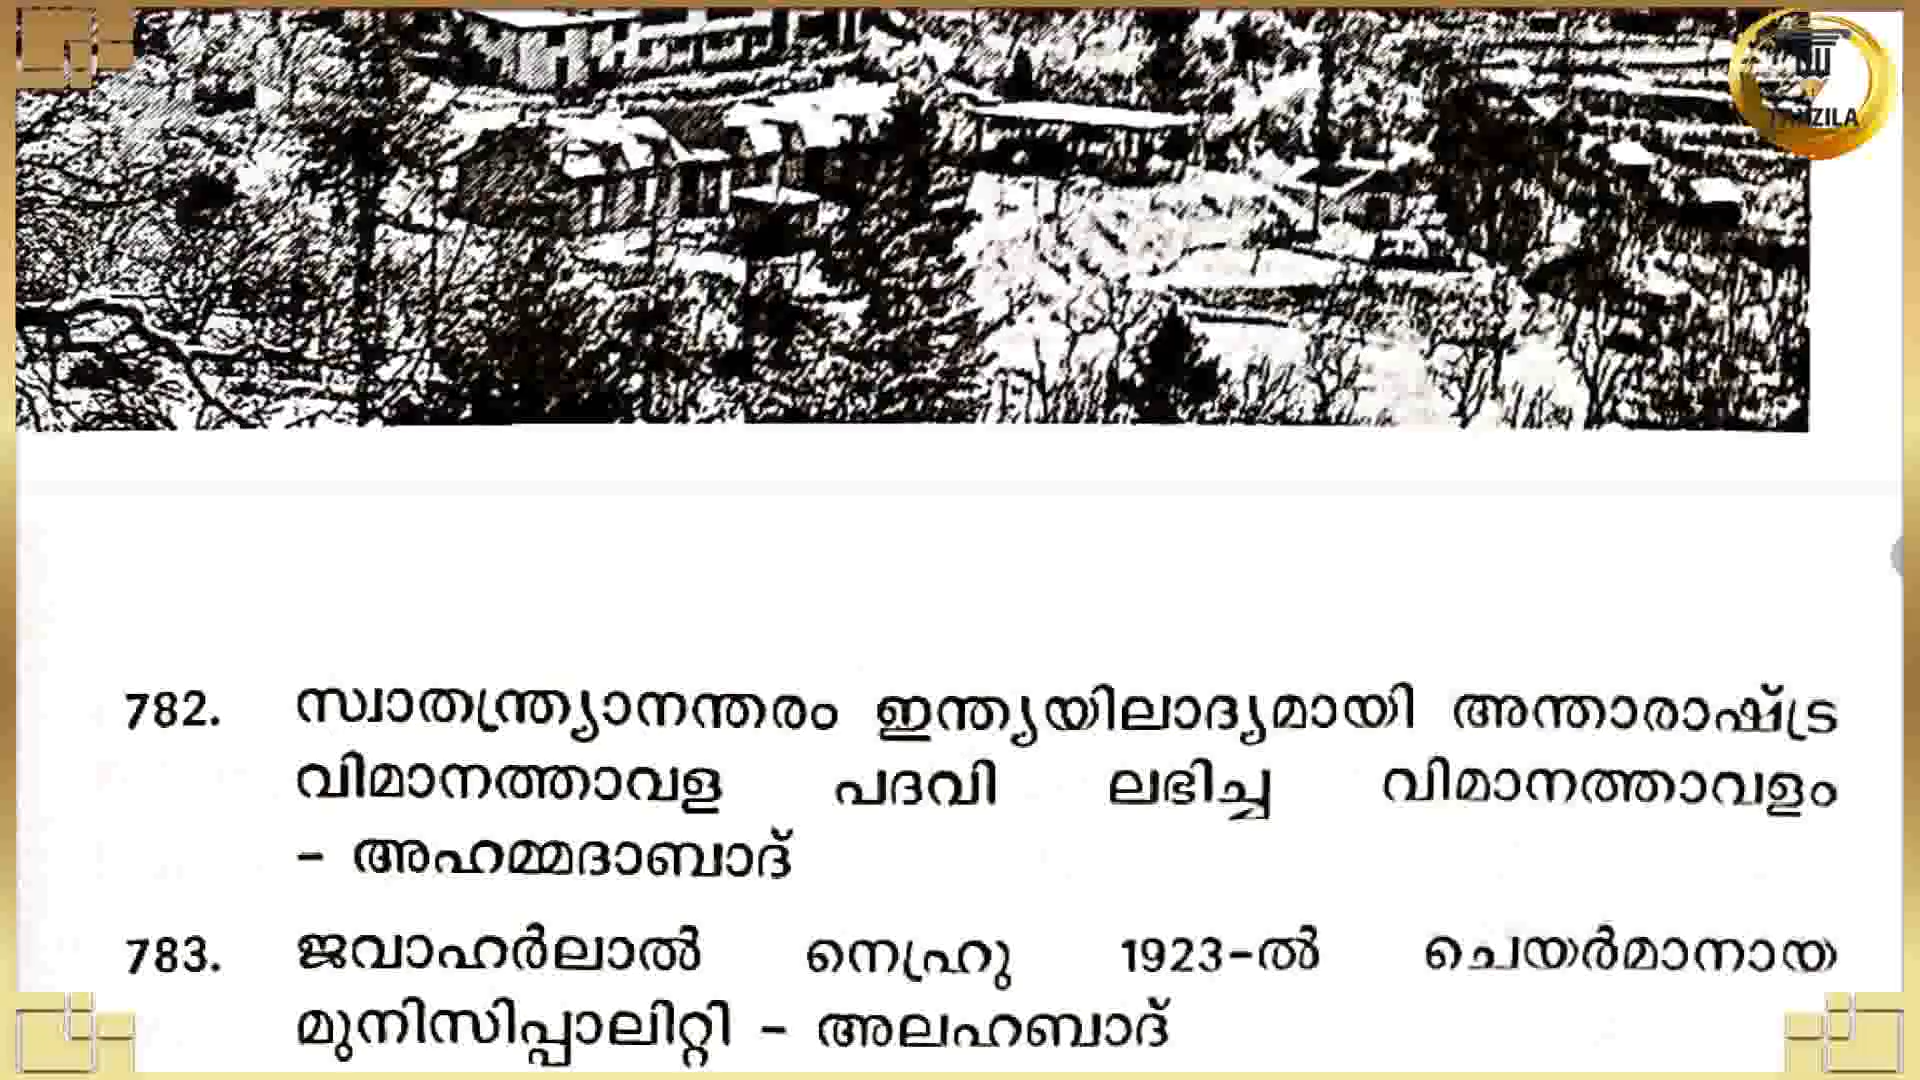 TANZILA
782. സ്വാതന്ത്ര്യാനന്തരം ഇന്ത്യയിലാദ്യമായി അന്താരാഷ്ട്ര
വിമാനത്താവള പദവി ലഭിച്ച വിമാനത്താവളം
- അഹമ്മദാബാദ്
783. ജവാഹർലാൽ നെഹ്രു 1923-ൽ ചെയർമാനായ
മുനിസിപ്പാലിറ്റി - അലഹബാദ്